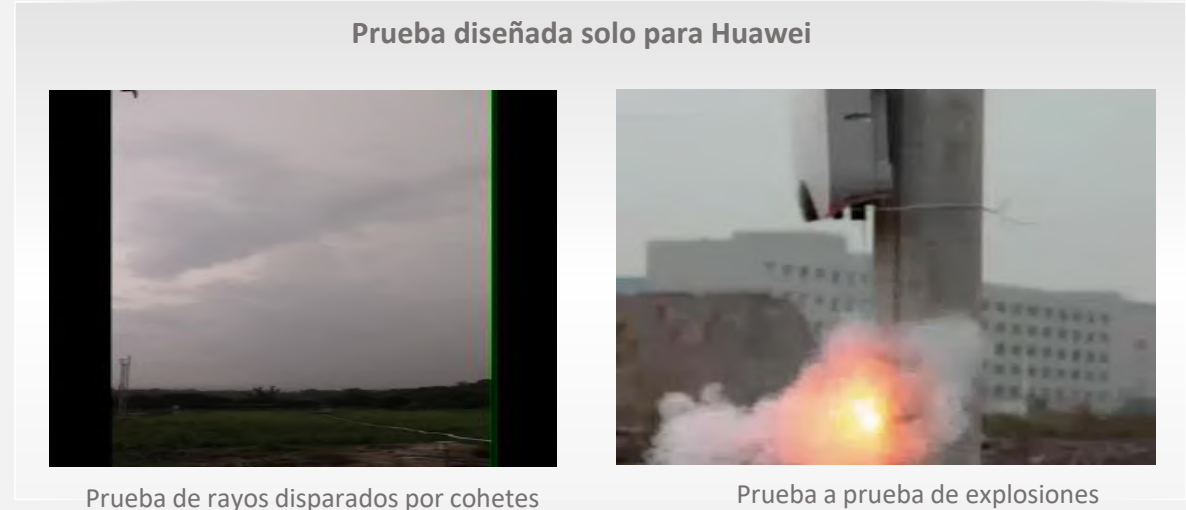 Prueba diseñada solo para Huawei
Prueba de rayos disparados por cohetes
Prueba a prueba de explosiones